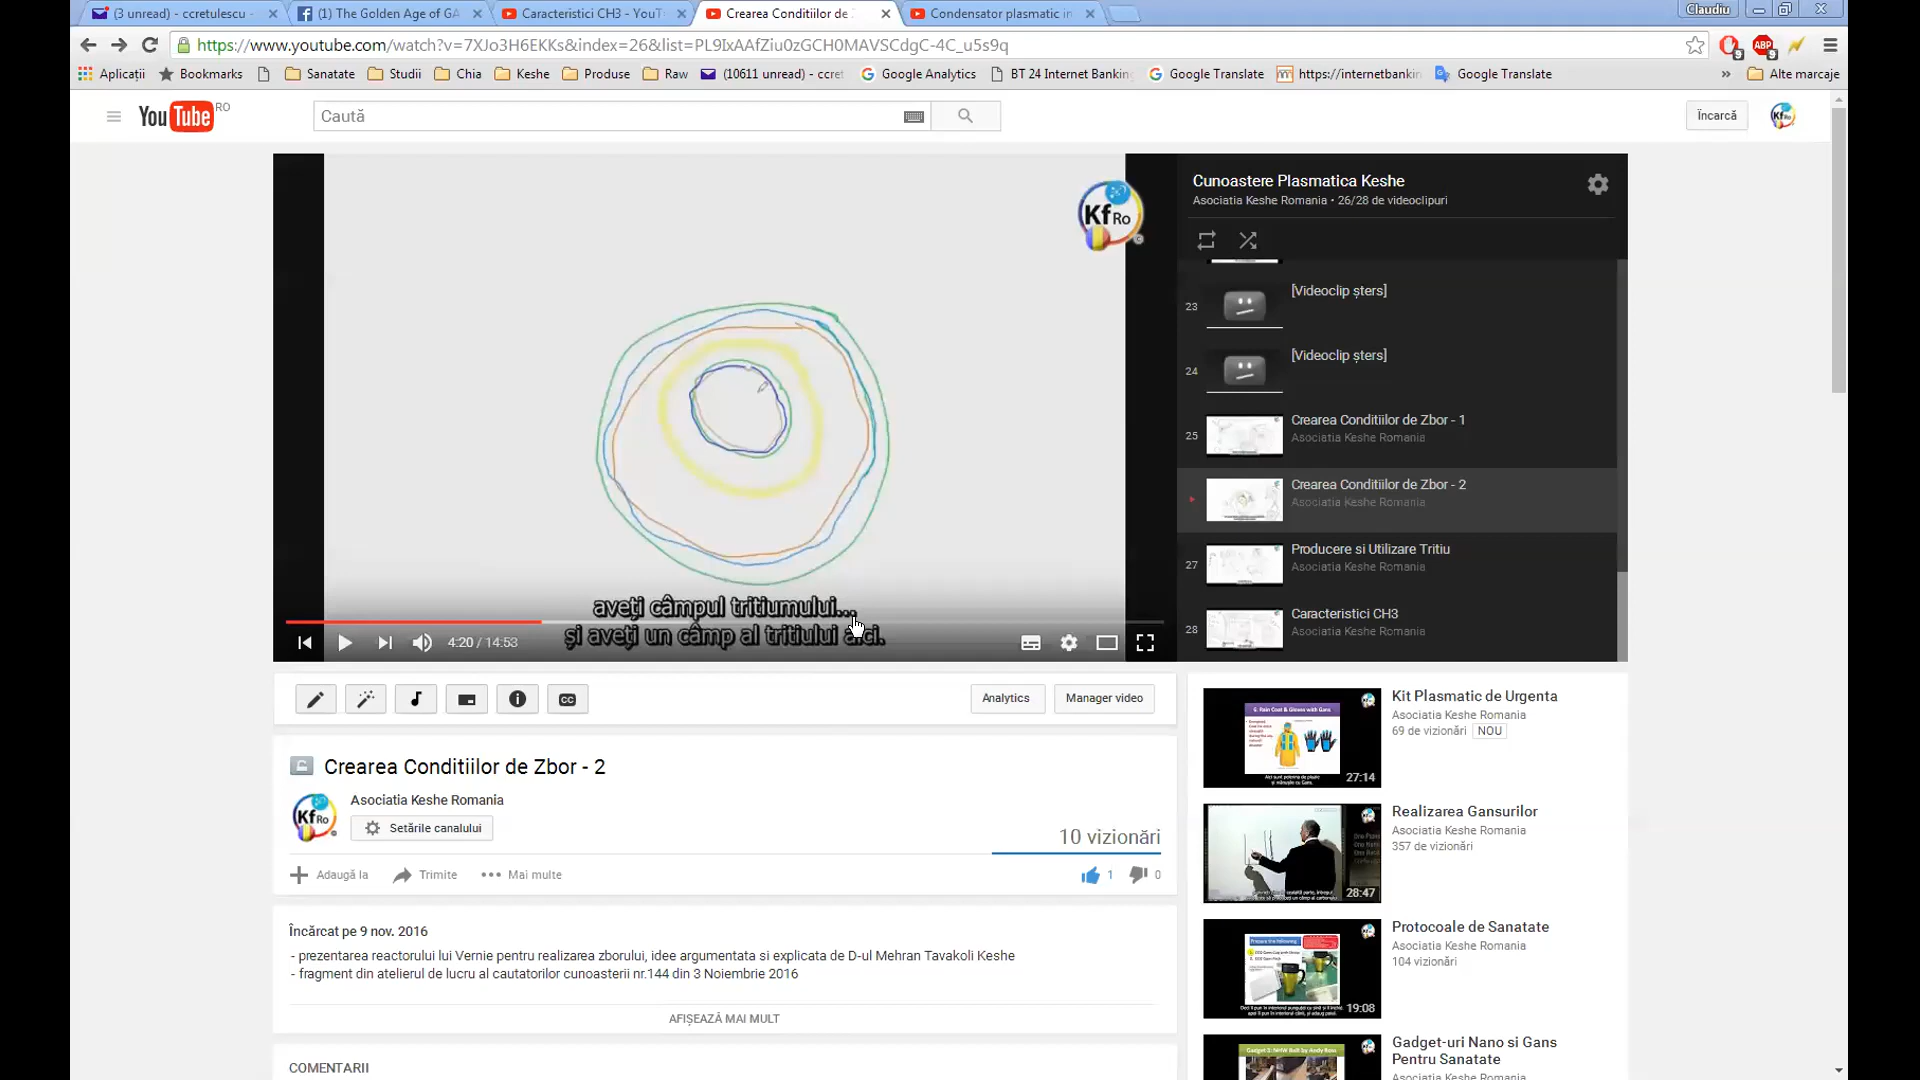 (3 unread) - ccretulescu -
(1) The Golden Age of GA
Caracteristici CH3 - YouT
Crearea Conditiilor de
Condensator plasmatic in
Claudiu
https://www.youtube.com/watch?v=7XJo3H6EKKs&index=26&list=PL9IxAAfZiu0zGCH0MAVSCdgC-4C_u5s9q
Aplicații
Bookmarks
Sanatate
Studii
Chia
Keshe
Produse
Raw
(10611 unread) - ccret
Google Analytics
BT 24 Internet Banking
Google Translate
https://internetbankin
Google Translate
Alte marcaje
YouTube RO
Caută
Încarcă
Kf Ro
aveți câmpul tritiumului...
și aveți un câmp al tritiului aici.
4:20 / 14:53
Cunoastere Plasmatica Keshe
Asociatia Keshe Romania • 26/28 de videoclipuri
23
[Videoclip șters]
24
[Videoclip șters]
25
Crearea Conditiilor de Zbor - 1
Asociatia Keshe Romania
Crearea Conditiilor de Zbor - 2
Asociatia Keshe Romania
27
Producere si Utilizare Tritiu
Asociatia Keshe Romania
28
Caracteristici CH3
Asociatia Keshe Romania
Analytics
Manager video
Crearea Conditiilor de Zbor - 2
Asociatia Keshe Romania
Setările canalului
10 vizionări
Adaugă la
Trimite
Mai multe
1
0
Încărcat pe 9 nov. 2016
- prezentarea reactorului lui Vernie pentru realizarea zborului, idee argumentata si explicata de D-ul Mehran Tavakoli Keshe
- fragment din atelierul de lucru al cautatorilor cunoasterii nr.144 din 3 Noiembrie 2016
AFIȘEAZĂ MAI MULT
COMENTARII
Kit Plasmatic de Urgenta
Asociatia Keshe Romania
69 de vizionări NOU
27:14
Realizarea Gansurilor
Asociatia Keshe Romania
357 de vizionări
28:47
Protocoale de Sanatate
Asociatia Keshe Romania
104 vizionări
19:08
Gadget-uri Nano si Gans
Pentru Sanatate
Asociatia Keshe Romania